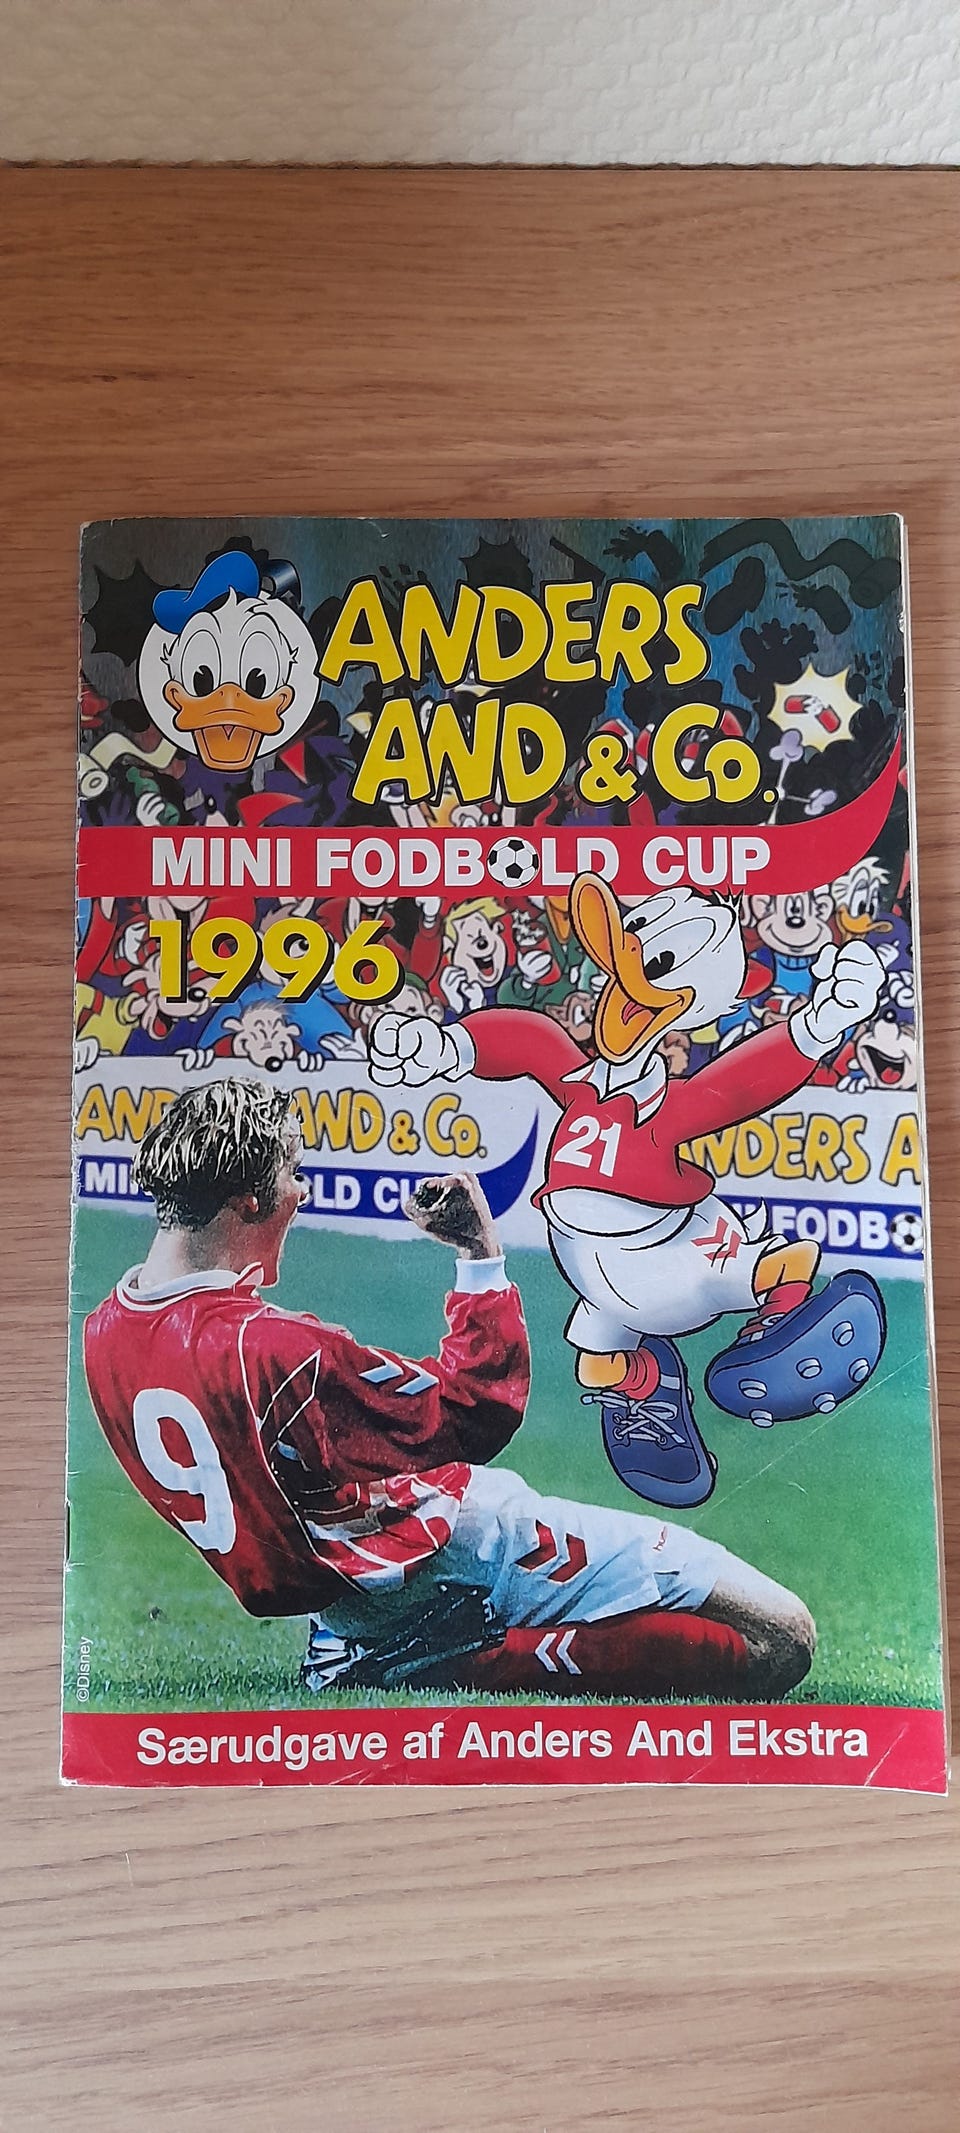 ANDERS
AND & Co.
MINI FODBOLD CUP
1996
AND & Co.
NDERS A
LD CU
FODBO
21
9
©Disney
Særudgave af Anders And Ekstra